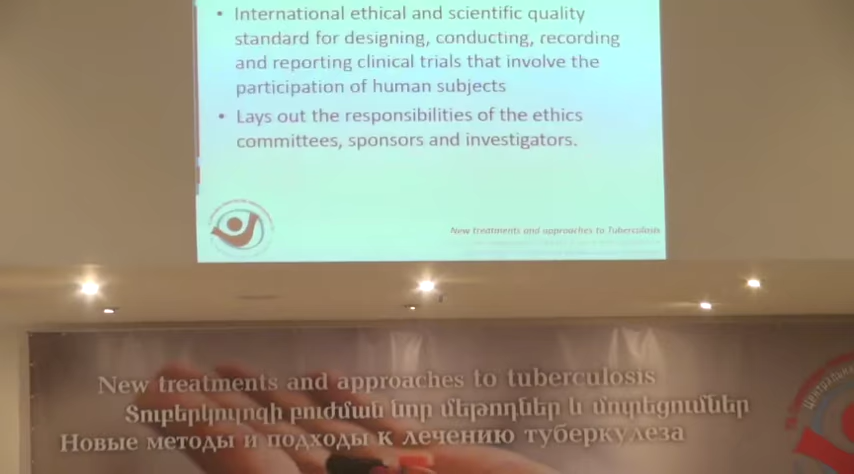 • International ethical and scientific quality
standard for designing, conducting, recording
and reporting clinical trials that involve the
participation of human subjects
• Lays out the responsibilities of the ethics
committees, sponsors and investigators.
New treatments and approaches to Tuberculosis
New treatments and approaches to tuberculosis
Տուբերկուլոզի բուժման նոր մեթոդներ և մոտեցումներ
Новые методы и подходы к лечению туберкулеза